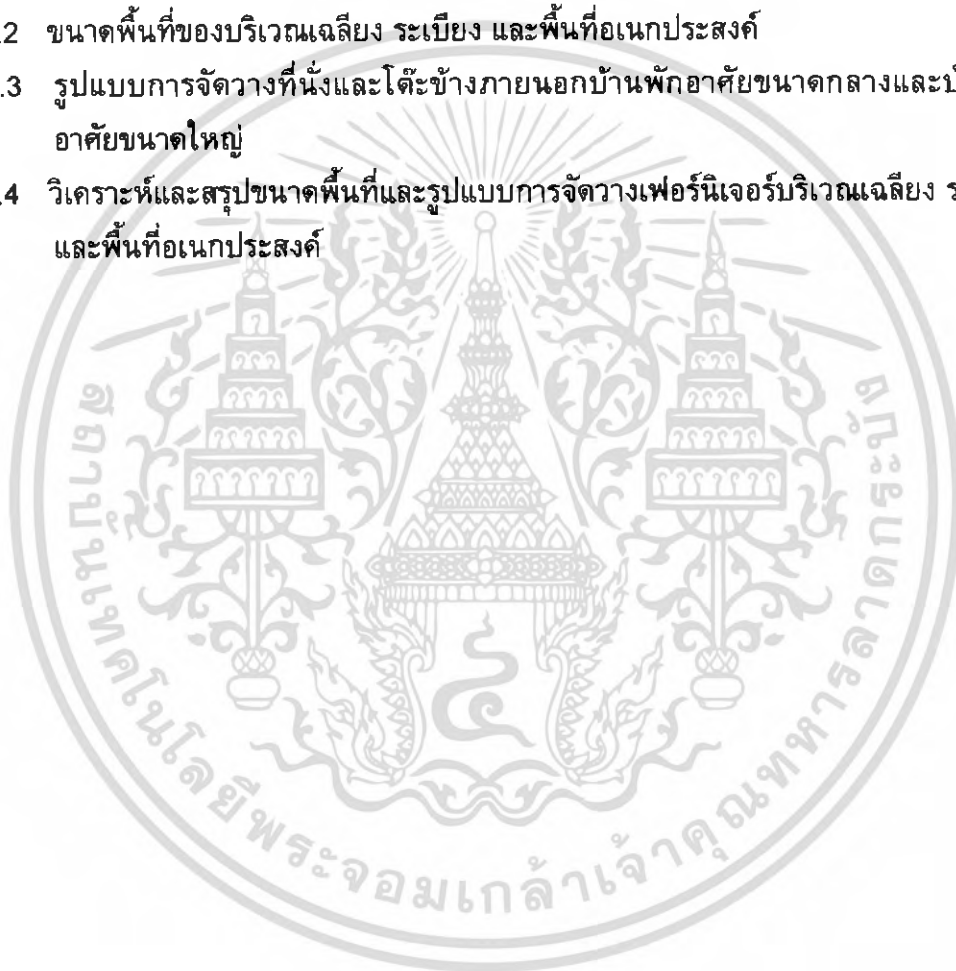 .2 ขนาดพื้นที่ของบริเวณเฉลียง ระเบียง และพื้นที่อเนกประสงค์
.3 รูปแบบการจัดวางที่นั่งและโต๊ะข้างภายนอกบ้านพักอาศัยขนาดกลางและ
อาศัยขนาดใหญ่
.4 วิเคราะห์และสรุปขนาดพื้นที่และรูปแบบการจัดวางเฟอร์นิเจอร์บริเวณเฉลียง
และพื้นที่อเนกประสงค์
สถาบันเทคโนโลยีพระจอมเกล้าเจ้าคุณทหารลาดกระบัง